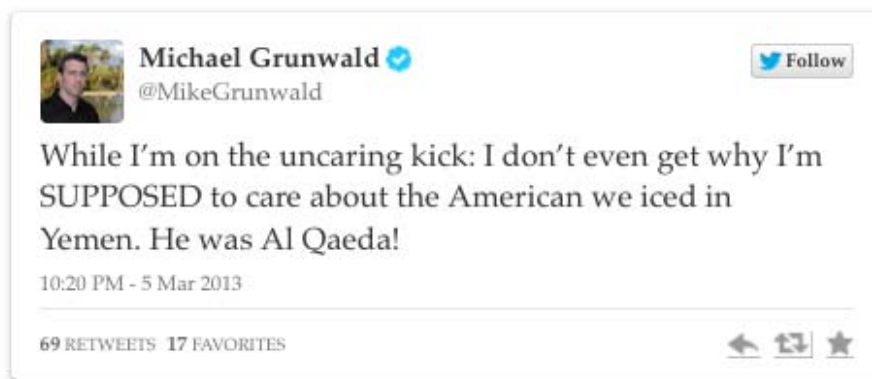 Michael Grunwald
Follow
@MikeGrunwald
While I’m on the uncaring kick: I don’t even get why I’m
SUPPOSED to care about the American we iced in
Yemen. He was Al Qaeda!
10:20 PM - 5 Mar 2013
69 RETWEETS 17 FAVORITES